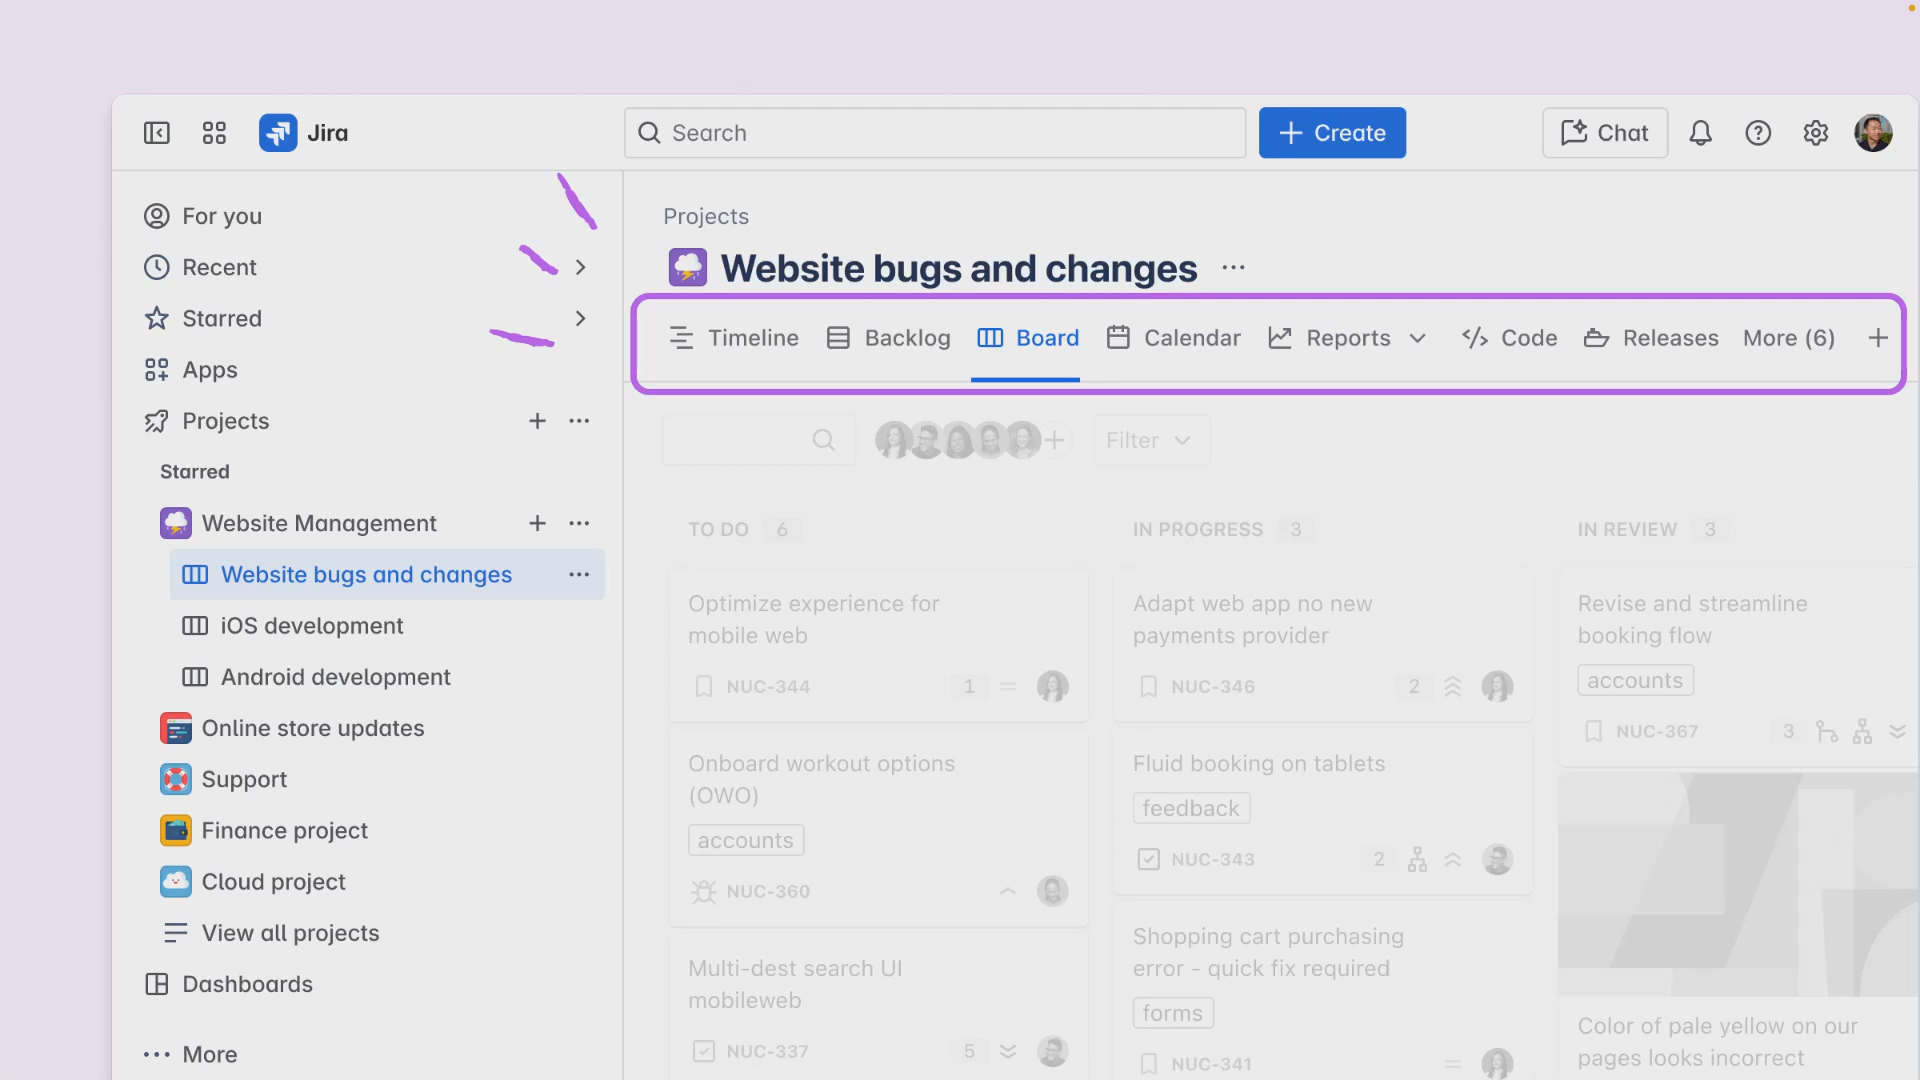 Jira
Search
Create
Chat
For you
Recent
Starred
Apps
Projects
Starred
Website Management
Website bugs and changes
iOS development
Android development
Online store updates
Support
Finance project
Cloud project
View all projects
Dashboards
More
Projects
Website bugs and changes
Timeline Backlog Board Calendar Reports Code Releases More (6)
Filter
TO DO 6
Optimize experience for
mobile web
NUC-344 1
Onboard workout options
(OWO)
accounts
NUC-360
Multi-dest search UI
mobileweb
NUC-337 5
IN PROGRESS 3
Adapt web app no new
payments provider
NUC-346 2
Fluid booking on tablets
feedback
NUC-343 2
Shopping cart purchasing
error - quick fix required
forms
NUC-341
IN REVIEW 3
Revise and streamline
booking flow
accounts
NUC-367 3
Color of pale yellow on our
pages looks incorrect